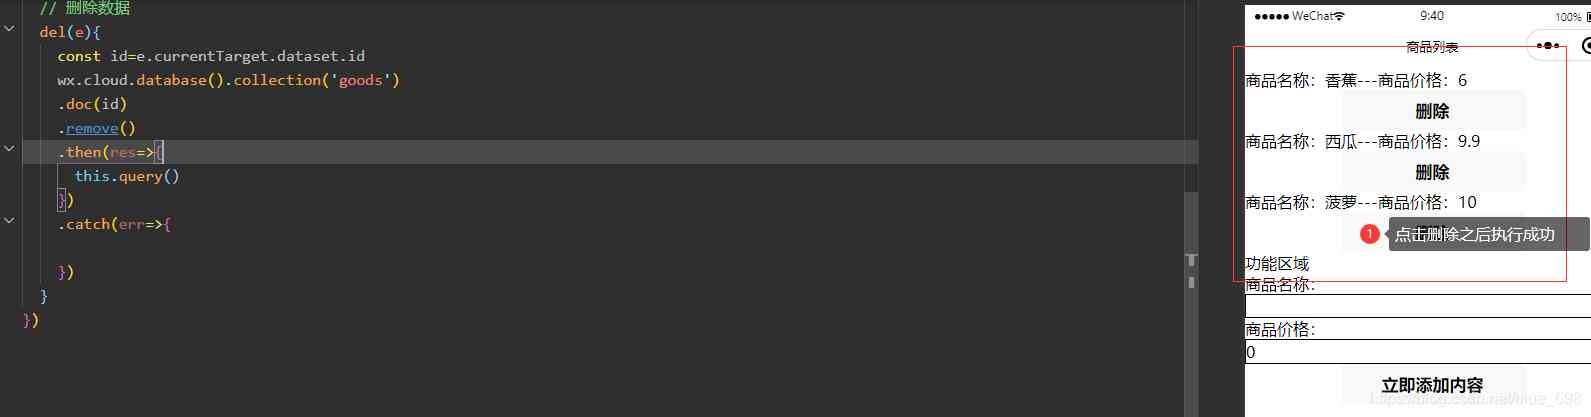 // 删除数据
del(e){
const id=e.currentTarget.dataset.id
wx.cloud.database().collection('goods')
.doc(id)
.remove()
.then(res=>{
this.query()
})
.catch(err=>{
})
}
})
WeChat 9:40 100%
商品列表
商品名称：香蕉---商品价格：6
删除
商品名称：西瓜---商品价格：9.9
删除
商品名称：菠萝---商品价格：10
1 点击删除之后执行成功
功能区域
商品名称：
商品价格：
0
立即添加内容
https://blog.csdn.net/blue_698